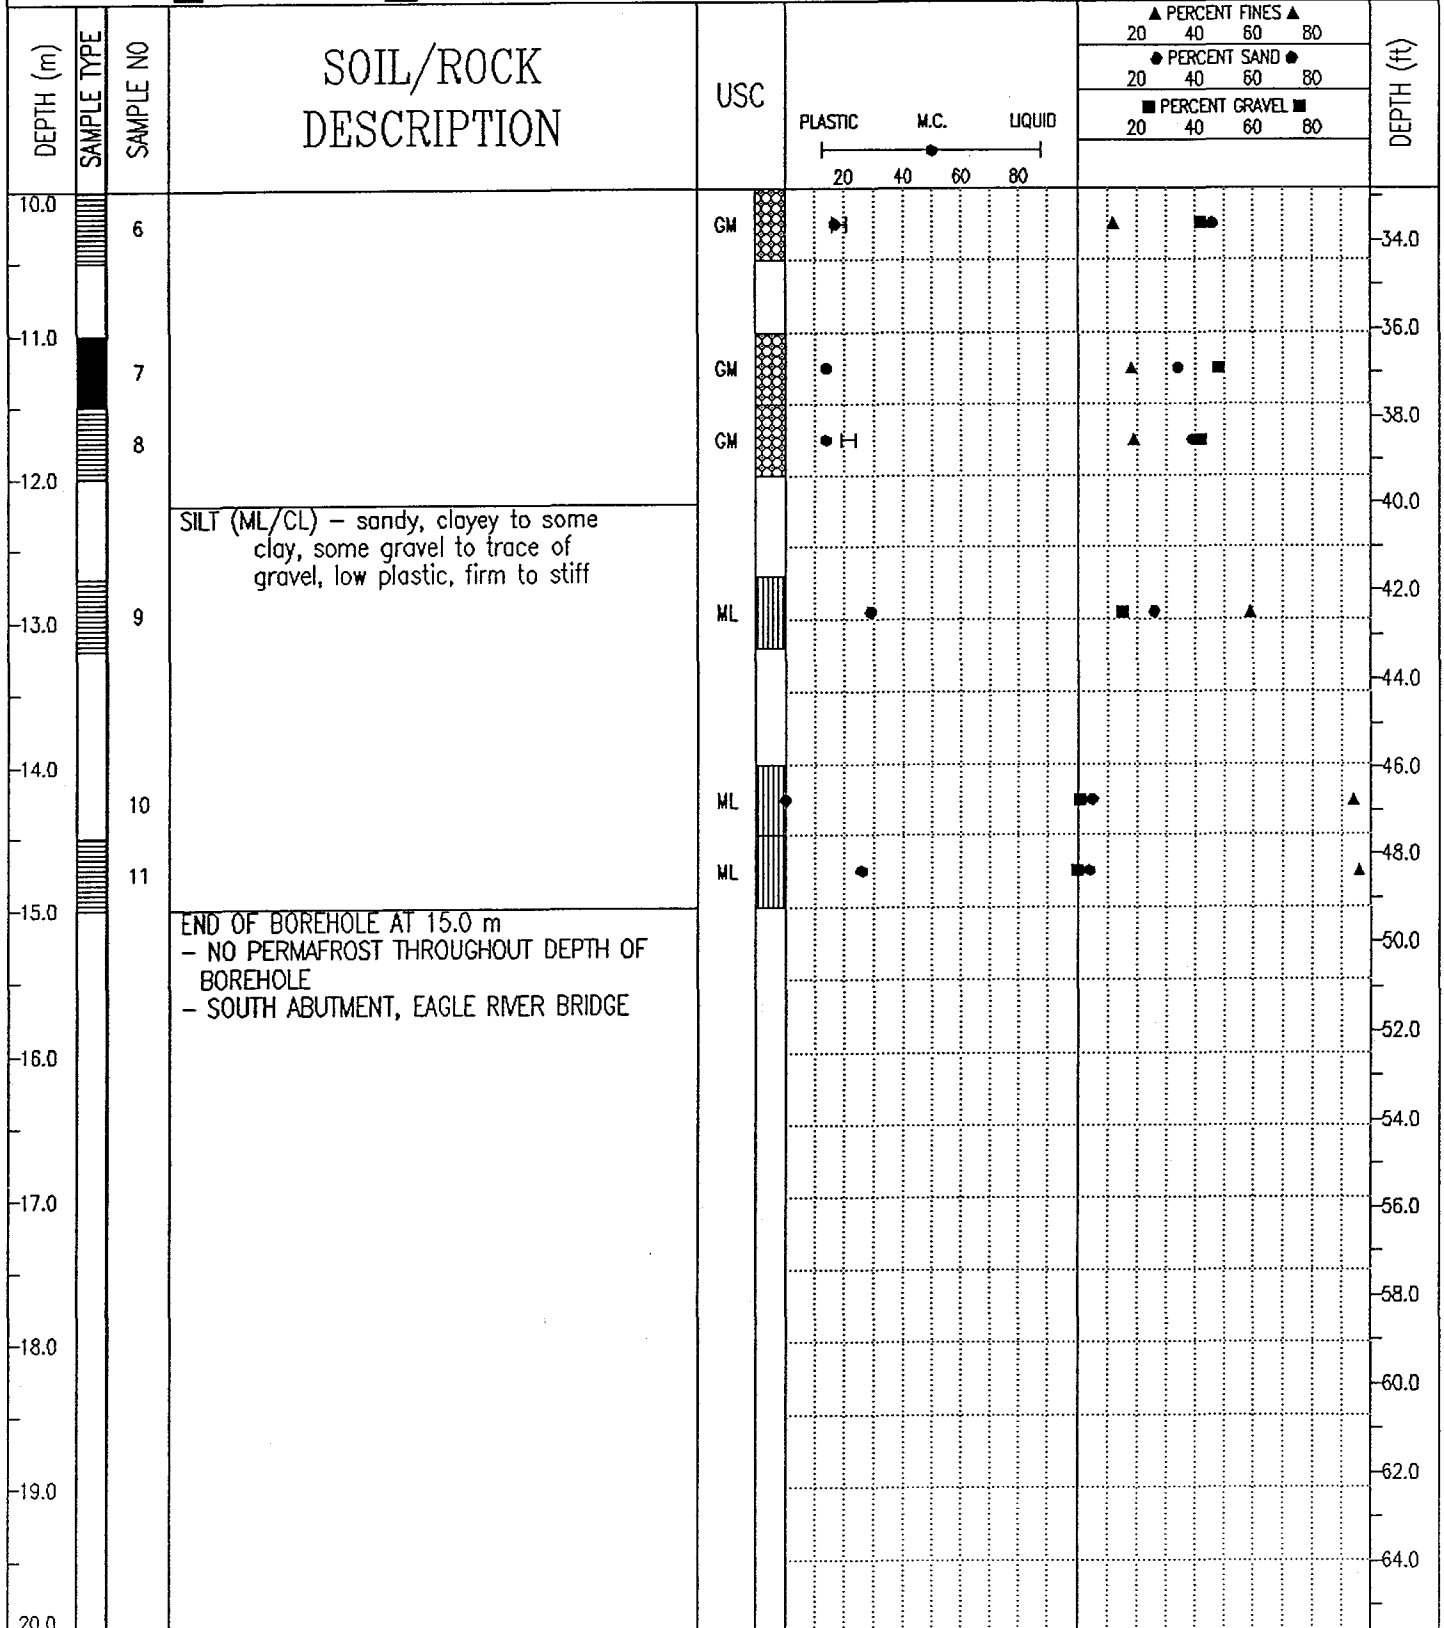 DEPTH (m)
SAMPLE TYPE
SAMPLE NO
SOIL/ROCK
DESCRIPTION
USC
PLASTIC M.C. LIQUID
20 40 60 80
▲ PERCENT FINES ▲
20 40 60 80
● PERCENT SAND ●
20 40 60 80
■ PERCENT GRAVEL ■
20 40 60 80
DEPTH (ft)
10.0
6 GM
34.0
36.0
11.0
7 GM
38.0
8 GM
12.0
40.0
SILT (ML/CL) – sandy, clayey to some
clay, some gravel to trace of
gravel, low plastic, firm to stiff
42.0
9 ML
13.0
44.0
14.0
46.0
10 ML
48.0
11 ML
15.0
END OF BOREHOLE AT 15.0 m
– NO PERMAFROST THROUGHOUT DEPTH OF
BOREHOLE
– SOUTH ABUTMENT, EAGLE RIVER BRIDGE
50.0
52.0
16.0
54.0
17.0
56.0
58.0
18.0
60.0
62.0
19.0
64.0
20.0